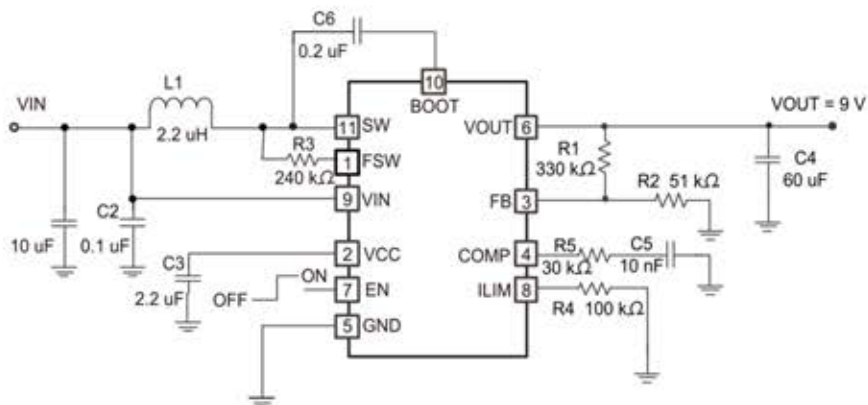 C6
0.2 uF
L1
2.2 uH
VIN
10
BOOT
11 SW
VOUT 6
VOUT = 9 V
R3
240 kΩ
1 FSW
R1
330 kΩ
C4
60 uF
9 VIN
FB 3
R2 51 kΩ
10 uF
C2
0.1 uF
C3
2.2 uF
2 VCC
COMP 4
R5
30 kΩ
C5
10 nF
OFF
ON
7 EN
ILIM 8
R4 100 kΩ
5 GND